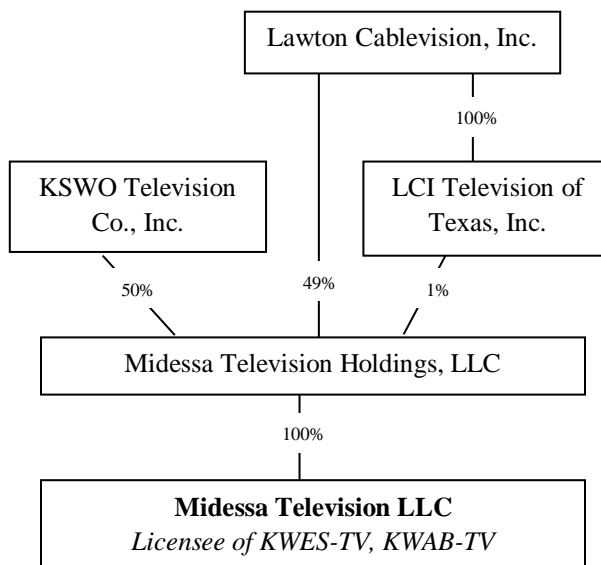 Lawton Cablevision, Inc.
100%
KSWO Television
Co., Inc.
LCI Television of
Texas, Inc.
50%
49%
1%
Midessa Television Holdings, LLC
100%
Midessa Television LLC
Licensee of KWES-TV, KWAB-TV